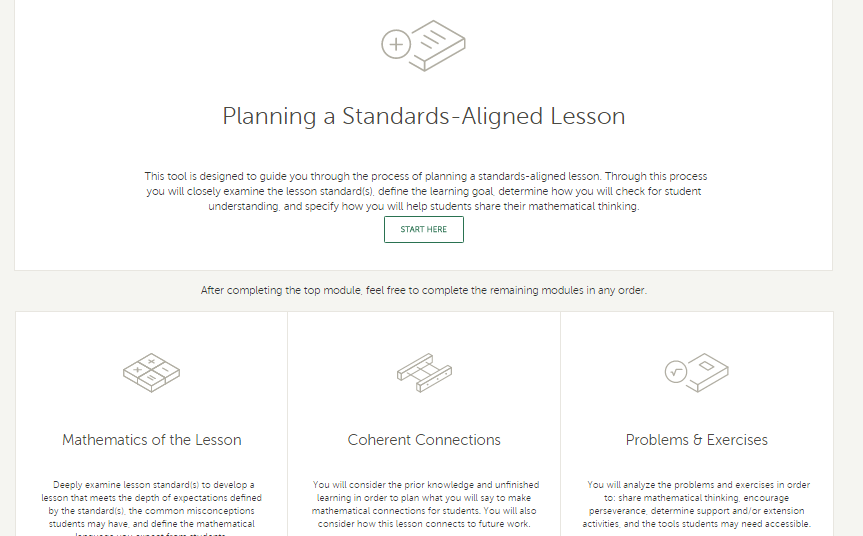 Planning a Standards-Aligned Lesson
This tool is designed to guide you through the process of planning a standards-aligned lesson. Through this process
you will closely examine the lesson standard(s), define the learning goal, determine how you will check for student
understanding, and specify how you will help students share their mathematical thinking.
START HERE
After completing the top module, feel free to complete the remaining modules in any order.
Mathematics of the Lesson
Deeply examine lesson standard(s) to develop a
lesson that meets the depth of expectations defined
by the standard(s), the common misconceptions
students may have, and define the mathematical
language you expect from students.
Coherent Connections
You will consider the prior knowledge and unfinished
learning in order to plan what you will say to make
mathematical connections for students. You will also
consider how this lesson connects to future work.
Problems & Exercises
You will analyze the problems and exercises in order
to: share mathematical thinking, encourage
perseverance, determine support and/or extension
activities, and the tools students may need accessible.